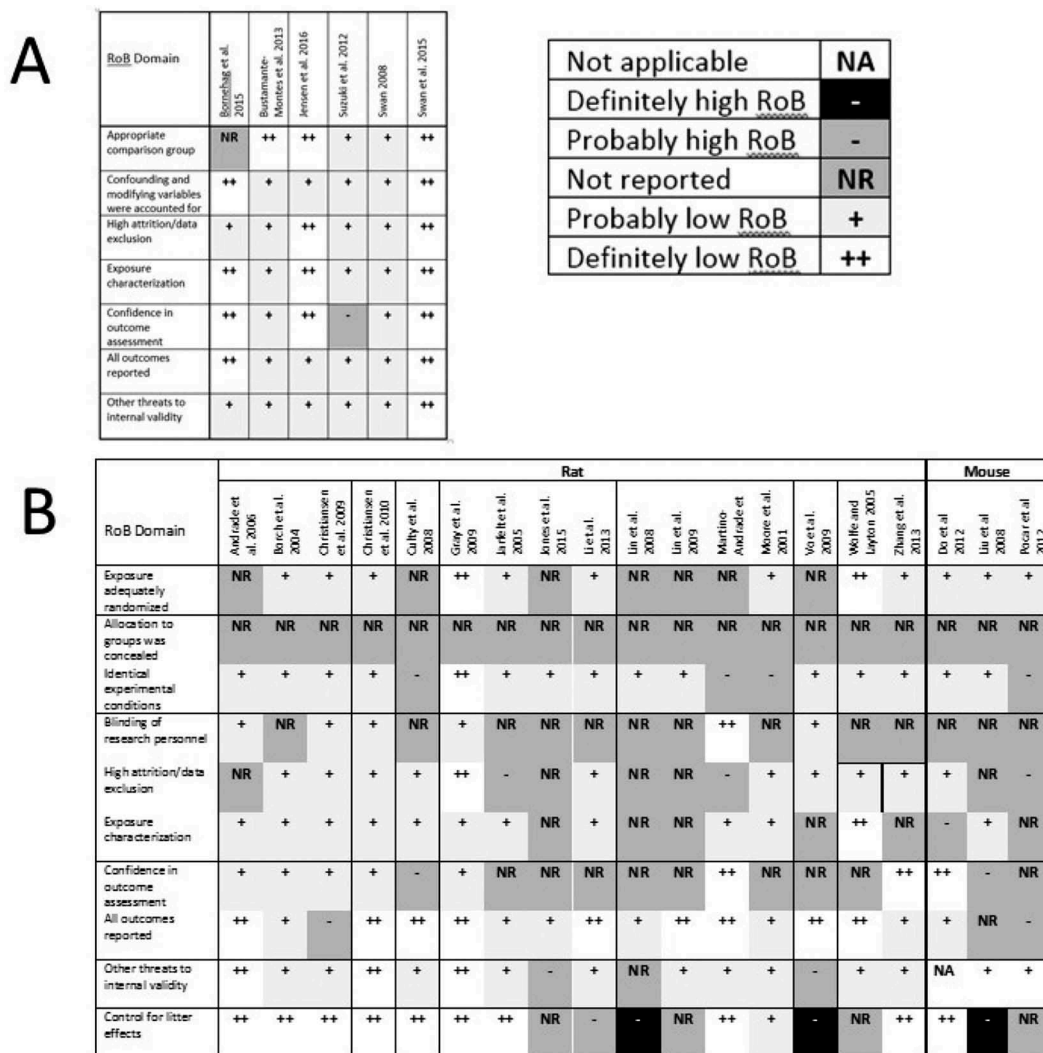 A
RoB Domain
Bornehag et al. 2015
Bustamante-Montes et al. 2013
Jensen et al. 2016
Suzuki et al. 2012
Swan 2008
Swan et al. 2015
Appropriate comparison group NR ++ ++ + + ++
Confounding and modifying variables were accounted for ++ + + + + ++
High attrition/data exclusion + + ++ + + ++
Exposure characterization ++ + ++ + + ++
Confidence in outcome assessment ++ + ++ - + ++
All outcomes reported ++ + + + + ++
Other threats to internal validity + + + + + ++
Not applicable NA
Definitely high RoB -
Probably high RoB -
Not reported NR
Probably low RoB +
Definitely low RoB ++
B
Rat Mouse
RoB Domain
Andrade et al. 2006
Borch et al. 2004
Christiansen et al. 2009
Christiansen et al. 2010
Culty et al. 2008
Gray et al. 2009
Jarfelt et al. 2005
Jones et al. 2015
Li et al. 2013
Lin et al. 2008
Lin et al. 2009
Martino-Andrade et
Moore et al. 2001
Vo et al. 2009
Wolfe and Layton 2005
Zhang et al. 2013
Do et al 2012
Liu et al 2008
Pocar et al 2012
Exposure adequately randomized NR + + + NR ++ + NR + NR NR NR + NR ++ + + + +
Allocation to groups was concealed NR NR NR NR NR NR NR NR NR NR NR NR NR NR NR NR NR NR NR
Identical experimental conditions + + + + - ++ + + + + + - - + + + + + -
Blinding of research personnel + NR + + NR + NR NR NR NR NR ++ NR + NR NR NR NR NR
High attrition/data exclusion NR + + + + ++ - NR + NR NR - + + + + + NR -
Exposure characterization + + + + + + + NR + NR NR + + NR ++ NR - + NR
Confidence in outcome assessment + + + + - + NR NR NR NR NR ++ NR NR NR ++ ++ - NR
All outcomes reported ++ + - ++ ++ ++ + + ++ + ++ ++ + ++ ++ + + NR -
Other threats to internal validity ++ + + ++ + ++ + - + NR + + + - + + NA + +
Control for litter effects ++ ++ ++ ++ ++ ++ ++ NR - - NR ++ + - NR ++ ++ - NR